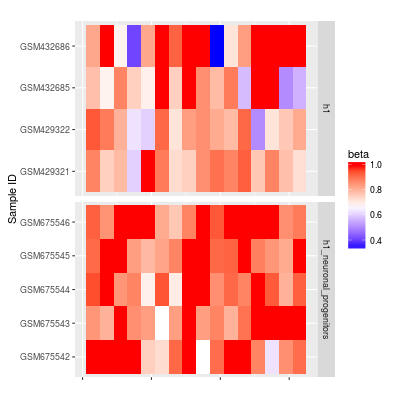 Sample ID
GSM432686
GSM432685
GSM429322
GSM429321
h1
GSM675546
GSM675545
GSM675544
GSM675543
GSM675542
h1_neuronal_progenitors
beta
1.0
0.8
0.6
0.4